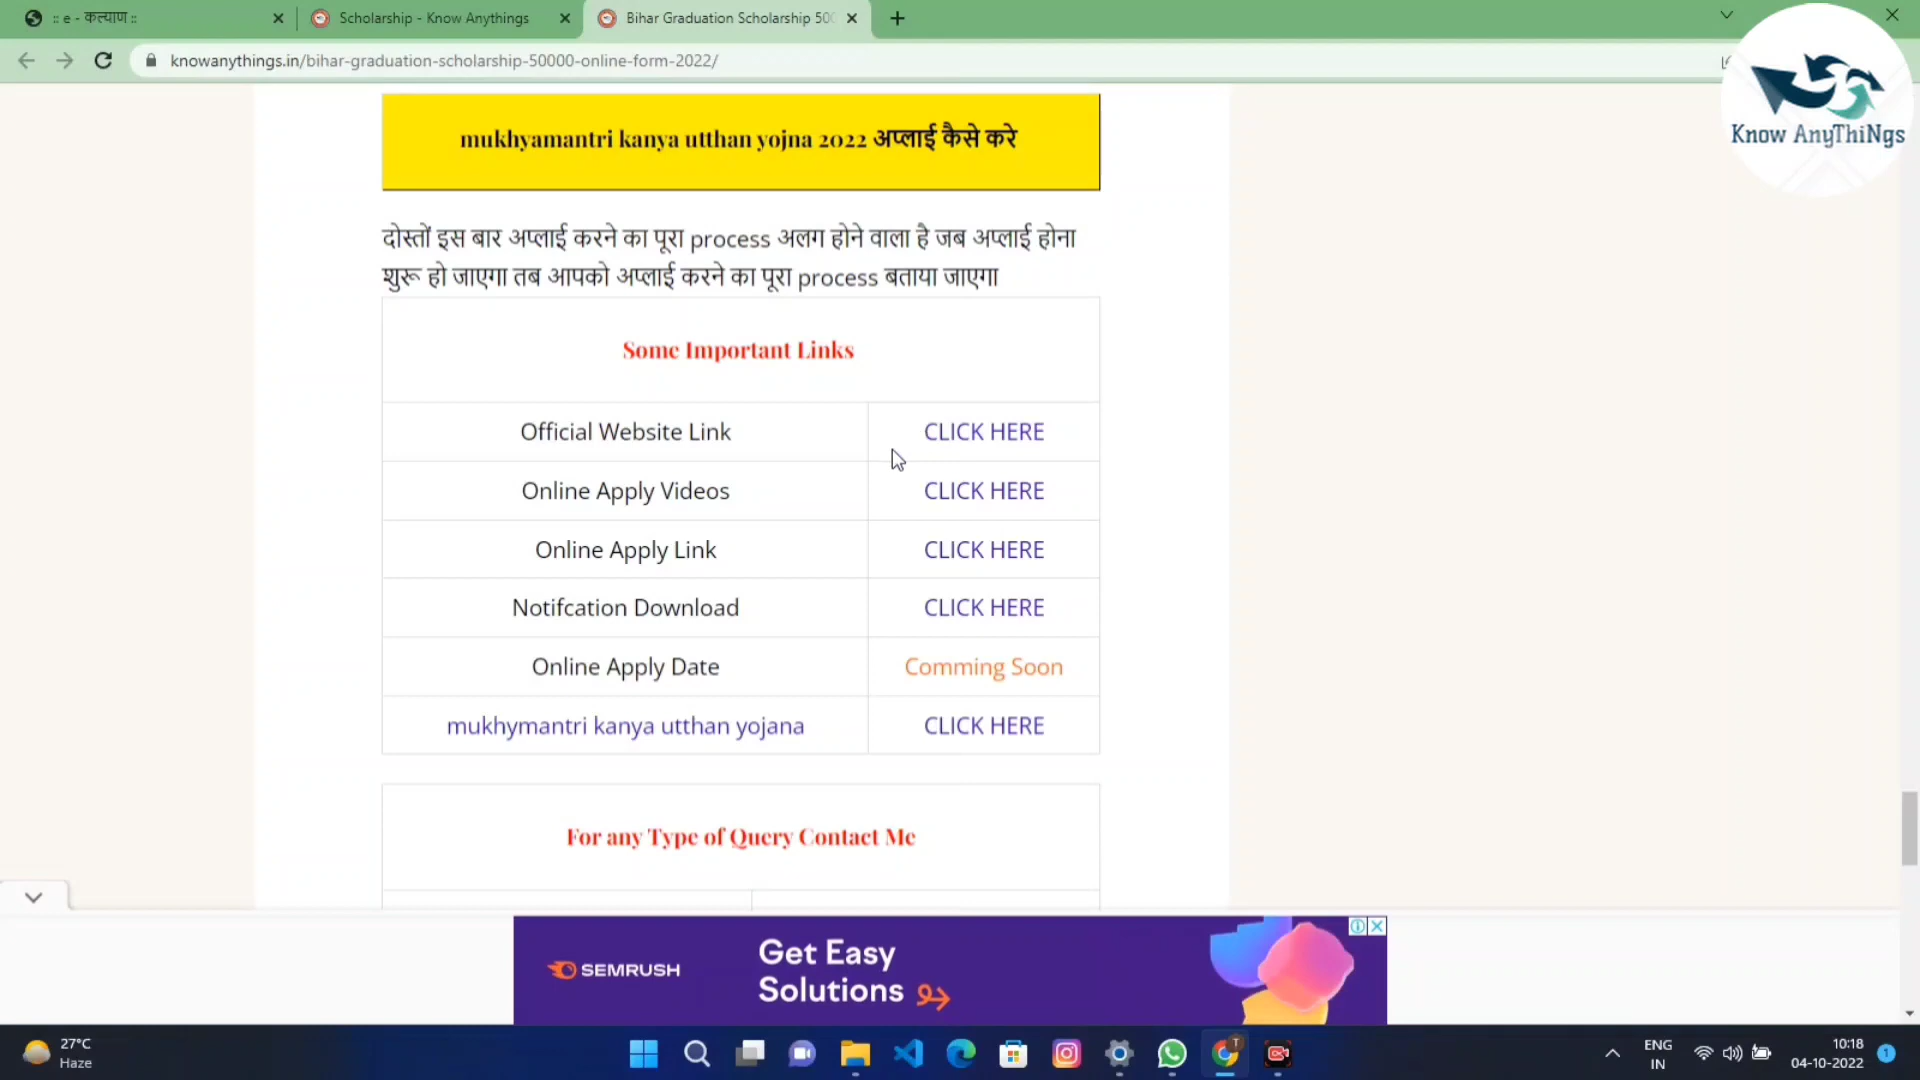 :: e - कल्याण ::
Scholarship - Know Anythings
Bihar Graduation Scholarship 500
knowanythings.in/bihar-graduation-scholarship-50000-online-form-2022/
Know AnyThiNgs
mukhyamantri kanya utthan yojna 2022 अप्लाई कैसे करे
दोस्तों इस बार अप्लाई करने का पूरा process अलग होने वाला है जब अप्लाई होना
शुरू हो जाएगा तब आपको अप्लाई करने का पूरा process बताया जाएगा
Some Important Links
Official Website Link CLICK HERE
Online Apply Videos CLICK HERE
Online Apply Link CLICK HERE
Notifcation Download CLICK HERE
Online Apply Date Comming Soon
mukhymantri kanya utthan yojana CLICK HERE
For any Type of Query Contact Me
SEMRUSH
Get Easy
Solutions
27°C
Haze
ENG
IN
10:18
04-10-2022
1
T